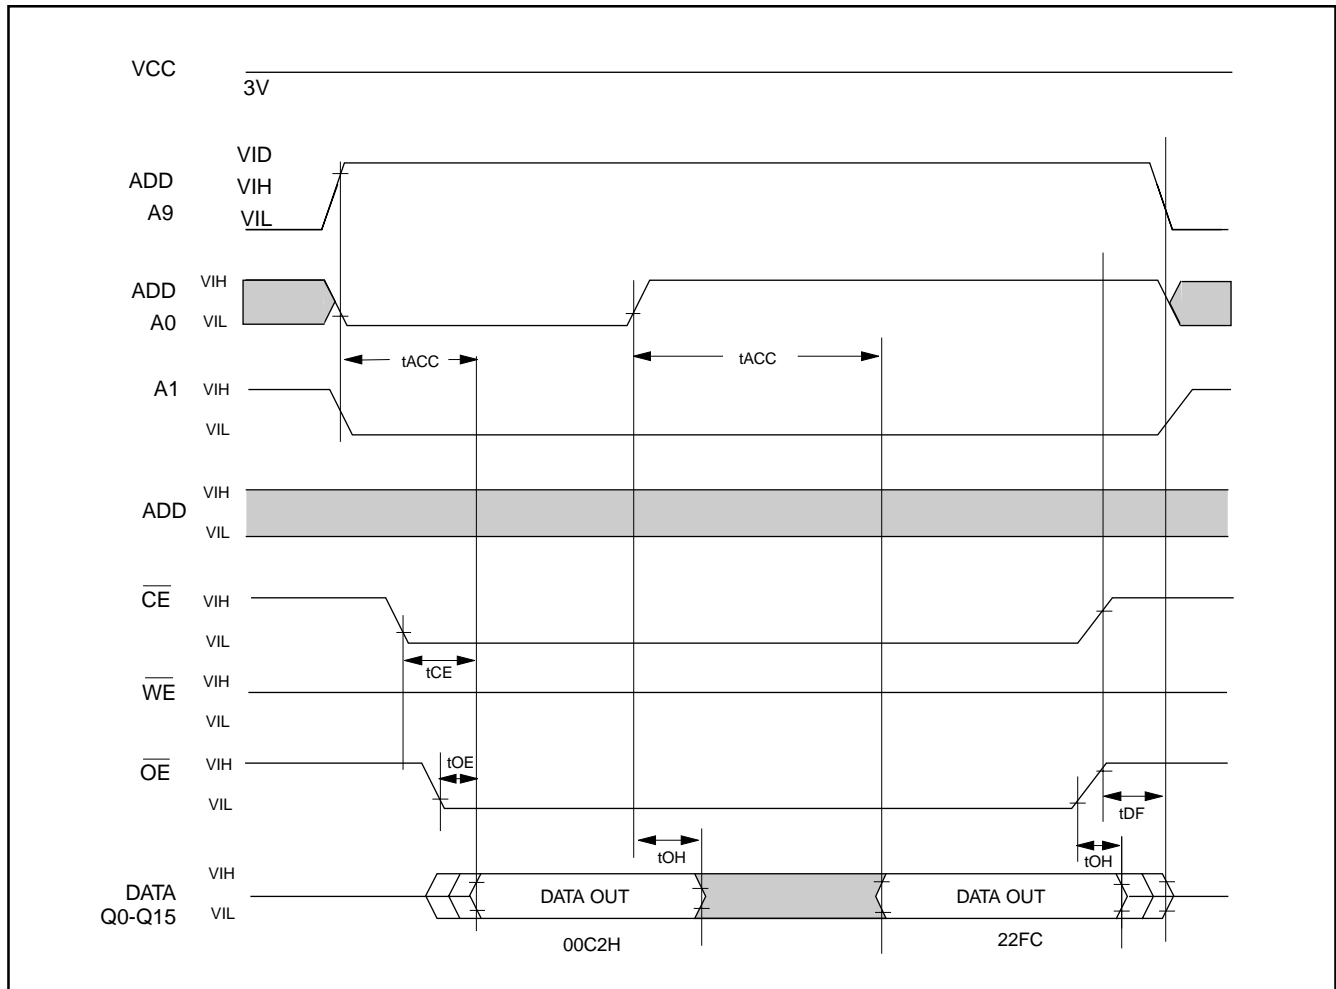 VCC
3V
VID
ADD
VIH
A9
VIL
VIH
ADD
A0
VIL
tACC
tACC
A1
VIH
VIL
VIH
ADD
VIL
CE
VIH
VIL
tCE
VIH
WE
VIL
tOE
VIH
OE
VIL
tDF
tOH
tOH
VIH
DATA
Q0-Q15
VIL
DATA OUT
DATA OUT
00C2H
22FC